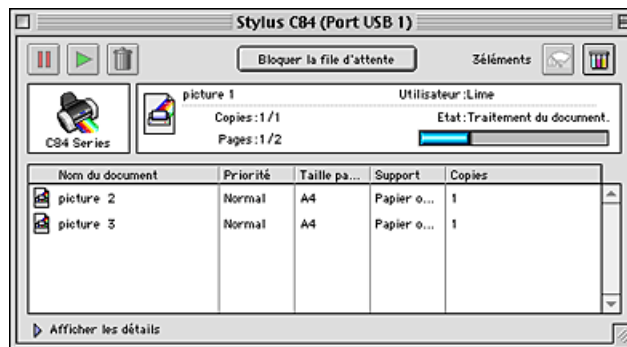 Stylus C84 (Port USB 1)
Bloquer la file d'attente
3éléments
C84 Series
picture 1
Utilisateur :Lime
Copies :1/1
Etat :Traitement du document.
Pages :1/2
Nom du document Priorité Taille pa... Support Copies
picture 2 Normal A4 Papier o... 1
picture 3 Normal A4 Papier o... 1
Afficher les détails